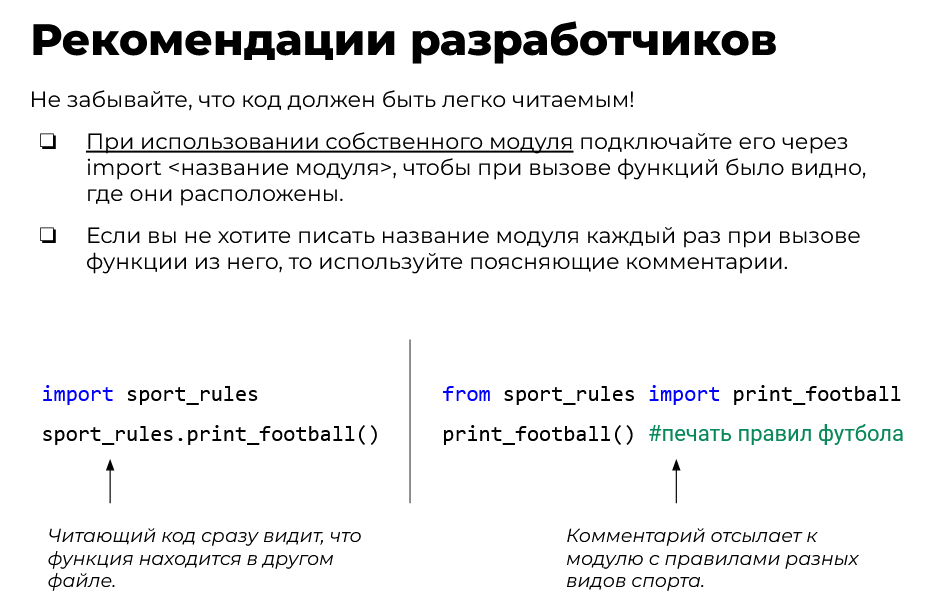 Рекомендации разработчиков
Не забывайте, что код должен быть легко читаемым!
При использовании собственного модуля подключайте его через
import <название модуля>, чтобы при вызове функций было видно,
где они расположены.
Если вы не хотите писать название модуля каждый раз при вызове
функции из него, то используйте поясняющие комментарии.
import sport_rules
sport_rules.print_football()
Читающий код сразу видит, что
функция находится в другом
файле.
from sport_rules import print_football
print_football() #печать правил футбола
Комментарий отсылает к
модулю с правилами разных
видов спорта.